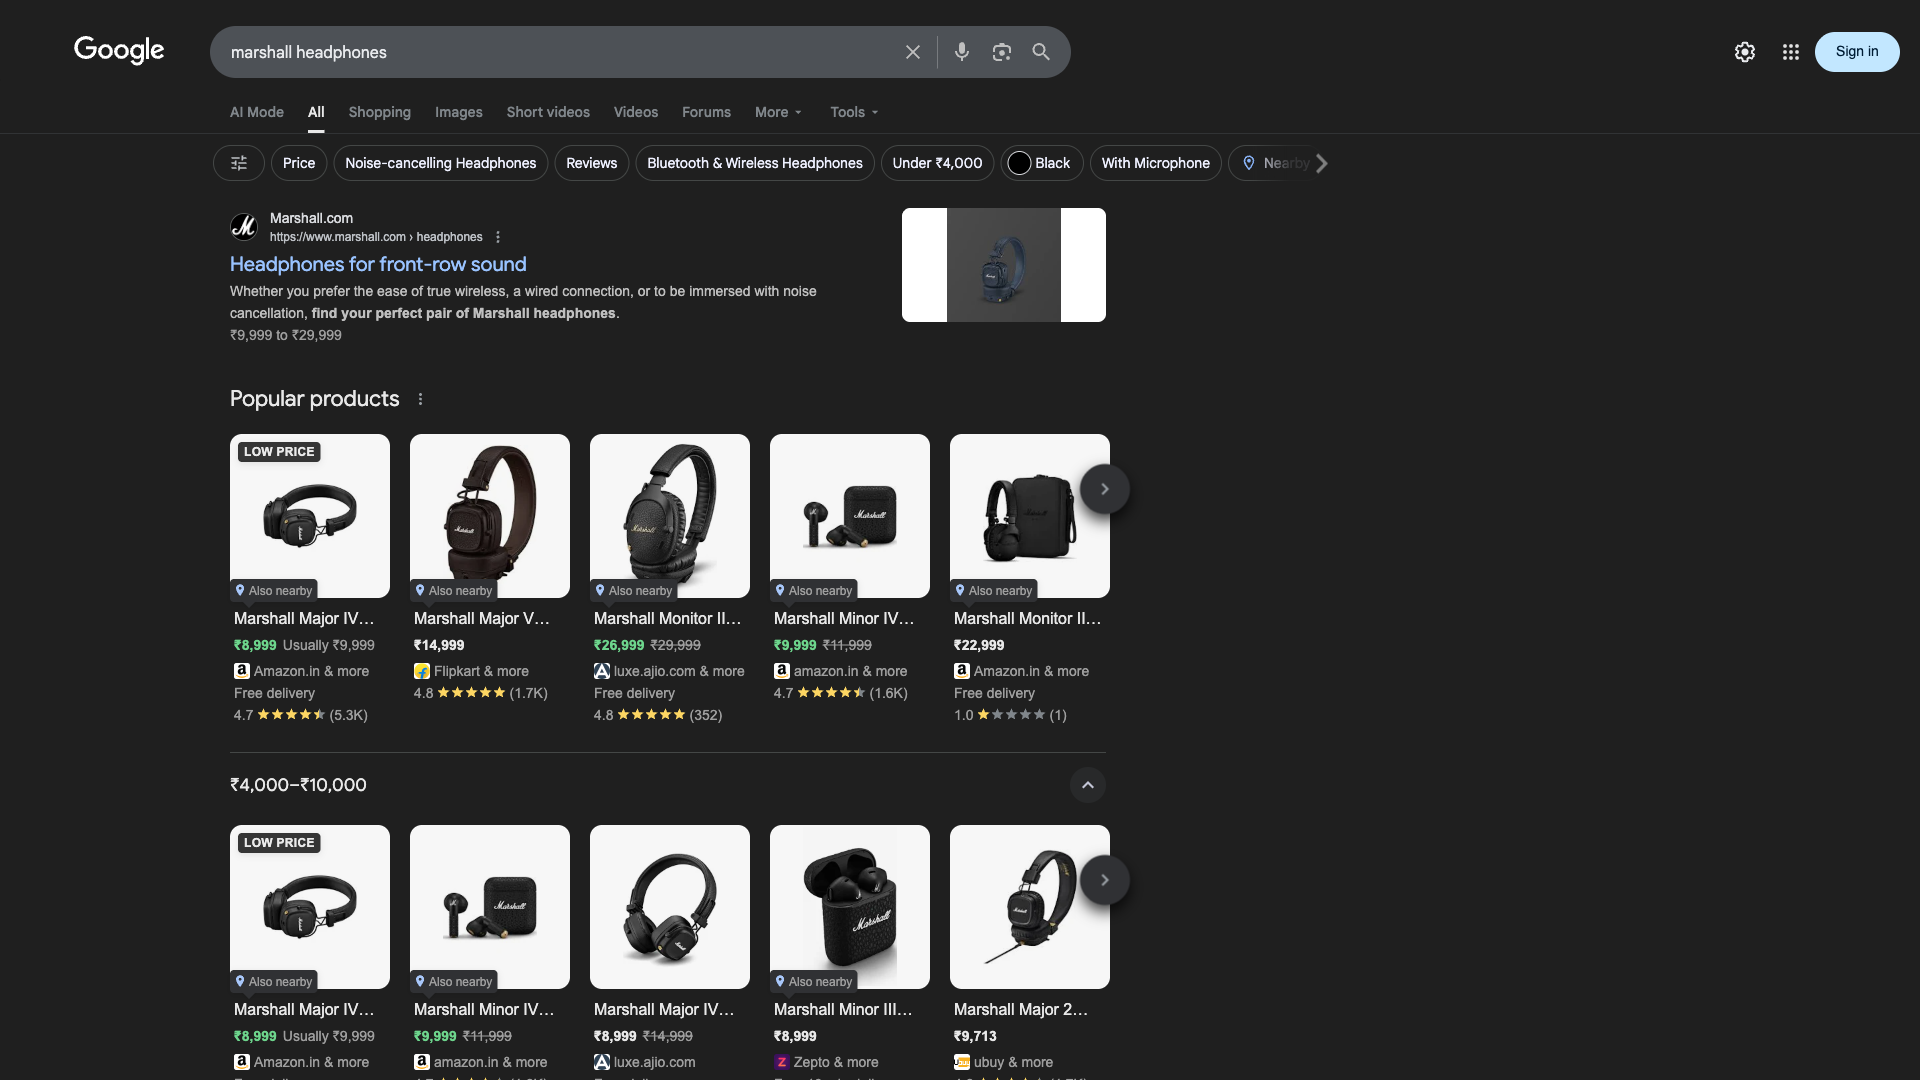 Google
marshall headphones
Sign in
AI Mode All Shopping Images Short videos Videos Forums More Tools
Price Noise-cancelling Headphones Reviews Bluetooth & Wireless Headphones Under ₹4,000 Black With Microphone Nearby
Marshall.com
https://www.marshall.com › headphones
Headphones for front-row sound
Whether you prefer the ease of true wireless, a wired connection, or to be immersed with noise
cancellation, find your perfect pair of Marshall headphones.
₹9,999 to ₹29,999
Popular products
LOW PRICE
Also nearby
Marshall Major IV...
₹8,999 Usually ₹9,999
Amazon.in & more
Free delivery
4.7 (5.3K)
Marshall
Also nearby
Marshall Major V...
₹14,999
Flipkart & more
4.8 (1.7K)
Marshall
Also nearby
Marshall Monitor II...
₹26,999 ₹29,999
luxe.ajio.com & more
Free delivery
4.8 (352)
Marshall
Also nearby
Marshall Minor IV...
₹9,999 ₹11,999
amazon.in & more
4.7 (1.6K)
Also nearby
Marshall Monitor II...
₹22,999
Amazon.in & more
Free delivery
1.0 (1)
₹4,000–₹10,000
LOW PRICE
Also nearby
Marshall Major IV...
₹8,999 Usually ₹9,999
Amazon.in & more
Marshall
Also nearby
Marshall Minor IV...
₹9,999 ₹11,999
amazon.in & more
Marshall Major IV...
₹8,999 ₹14,999
luxe.ajio.com
Marshall
Also nearby
Marshall Minor III...
₹8,999
Zepto & more
Marshall
Marshall Major 2...
₹9,713
ubuy & more